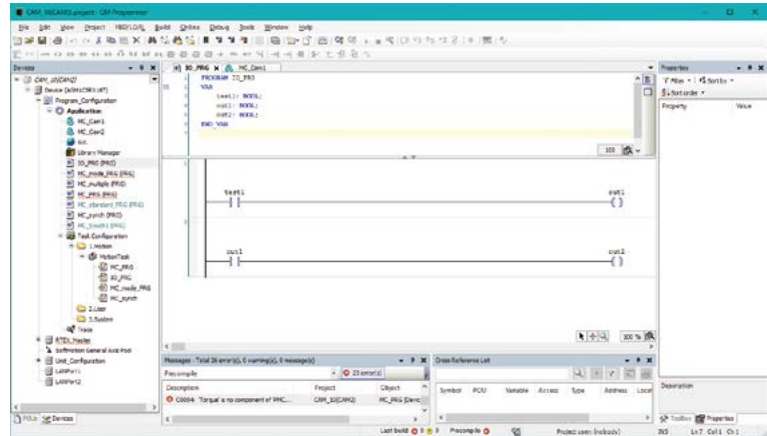 CAM_10(CAM2).project - GM Programmer
File Edit View Project FBD/LD/IL Build Online Debug Tools Window Help
Devices
CAM_10(CAM2)
Program_Configuration
Application
MC_Cam1
MC_Cam2
Library Manager
IO_PRG (PRG)
MC_mode_PRG (PRG)
MC_multiple (PRG)
MC_PRG (PRG)
MC_standard_PRG (PRG)
MC_synch (PRG)
Task Configuration
1.Motion
MotionTask
MC_PRG
IO_PRG
MC_mode_PRG
MC_synch
2.User
3.System
Trace
RTEX_Master
SoftMotion General Axis Pool
Unit_Configuration
LANPort1
LANPort2
POUs Devices
IO_PRG MC_Cam1
PROGRAM IO_PRG
VAR
test1: BOOL;
out1: BOOL;
out2: BOOL;
END_VAR
100
test1 out1
out1 out2
100 %
Messages - Total 26 error(s), 0 warning(s), 0 message(s)
Precompile 23 error(s)
Description Project Object
C0004: 'Torque' is no component of PMC... CAM_10(CAM2) MC_PRG [Devic
Cross Reference List
Symbol POU Variable Access Type Address Locat
Properties
Filter Sort by
Sort order
Property Value
Description
ToolBox Properties
Last build: 0 Precompile Project user: (nobody) INS Ln 7 Col 1 Ch 1